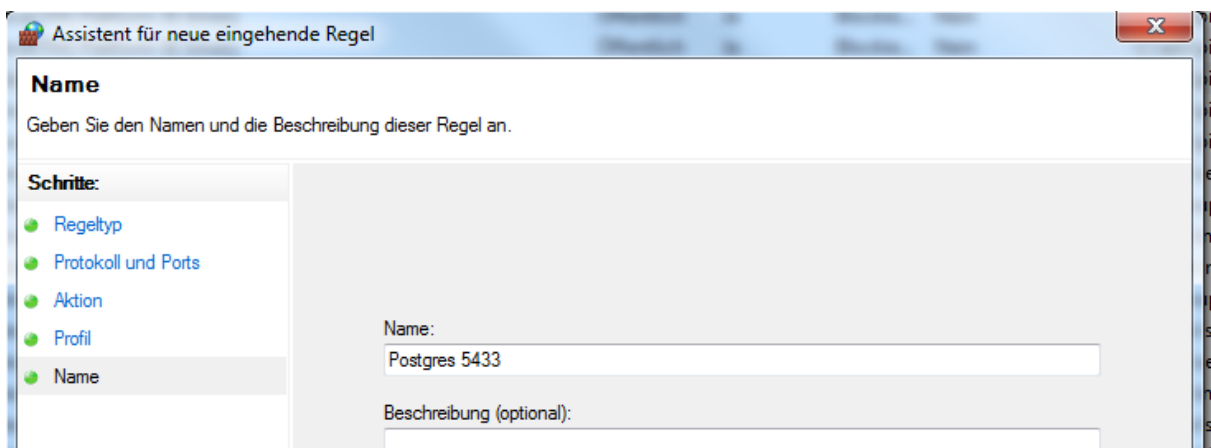 Assistent für neue eingehende Regel
Name
Geben Sie den Namen und die Beschreibung dieser Regel an.
Schritte:
Regeltyp
Protokoll und Ports
Aktion
Profil
Name
Name:
Postgres 5433
Beschreibung (optional):